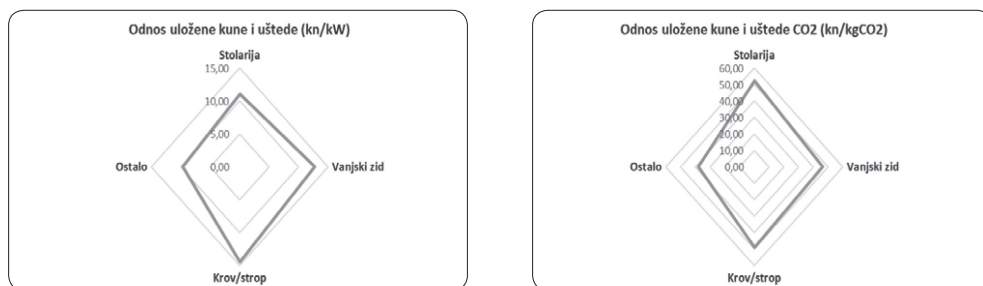 Odnos uložene kune i uštede (kn/kW)
Stolarija
15,00
10,00
5,00
0,00
Ostalo
Vanjski zid
Krov/strop
Odnos uložene kune i uštede CO2 (kn/kgCO2)
Stolarija
60,00
50,00
40,00
30,00
20,00
10,00
0,00
Ostalo
Vanjski zid
Krov/strop